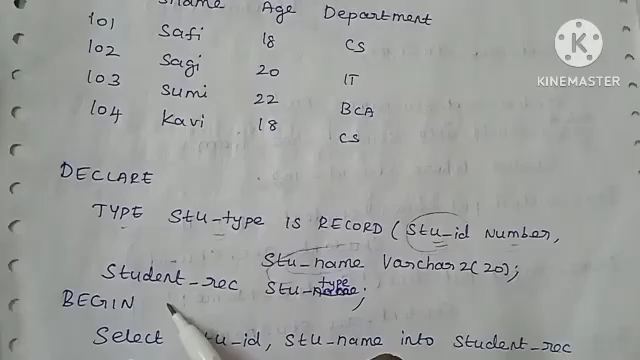 Sname Age Department
101 Safi 18 CS
102 Sagi 20 IT
103 Sumi 22 BCA
104 Kavi 18 CS
K
KINEMASTER
DECLARE
TYPE Stu-type IS RECORD (Stu-id Number,
Stu-name Varchar2(20);
Student-rec Stu-type;
BEGIN
Select Stu-id, Stu-name into Student-rec